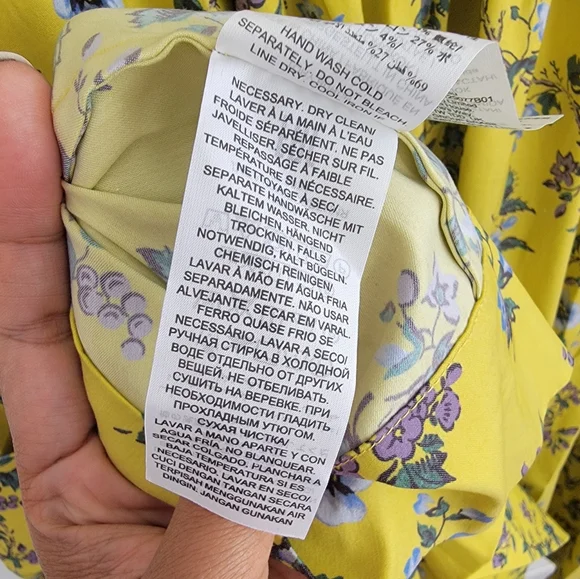 HAND WASH COLD
SEPARATELY. DO NOT BLEACH
LINE DRY. COOL IRON IF
NECESSARY. DRY CLEAN/
LAVER À LA MAIN À L'EAU
FROIDE SÉPARÉMENT. NE PAS
JAVELLISER. SÉCHER SUR FIL.
REPASSAGE À FAIBLE
TEMPÉRATURE SI NÉCESSAIRE.
NETTOYAGE À SEC/
SEPARATE HANDWÄSCHE MIT
KALTEM WASSER. NICHT
BLEICHEN. HÄNGEND
TROCKNEN. FALLS
NOTWENDIG, KALT BÜGELN.
CHEMISCH REINIGEN/
LAVAR À MÃO EM ÁGUA FRIA
SEPARADAMENTE. NÃO USAR
ALVEJANTE. SECAR EM VARAL
FERRO QUASE FRIO SE
NECESSÁRIO. LAVAR A SECO/
РУЧНАЯ СТИРКА В ХОЛОДНОЙ
ВОДЕ ОТДЕЛЬНО ОТ ДРУГИХ
ВЕЩЕЙ. НЕ ОТБЕЛИВАТЬ.
СУШИТЬ НА ВЕРЕВКЕ. ПРИ
НЕОБХОДИМОСТИ ГЛАДИТЬ
ПРОХЛАДНЫМ УТЮГОМ.
СУХАЯ ЧИСТКА/
LAVAR A MANO APARTE Y CON
AGUA FRÍA. NO BLANQUEAR.
SECAR COLGADO. PLANCHAR A
BAJA TEMPERATURA SI ES
NECESARIO. LAVAR EN SECO/
CUCI DENGAN TANGAN SECARA
TERPISAH MENGGUNAKAN AIR
DINGIN. JANGAN GUNAKAN